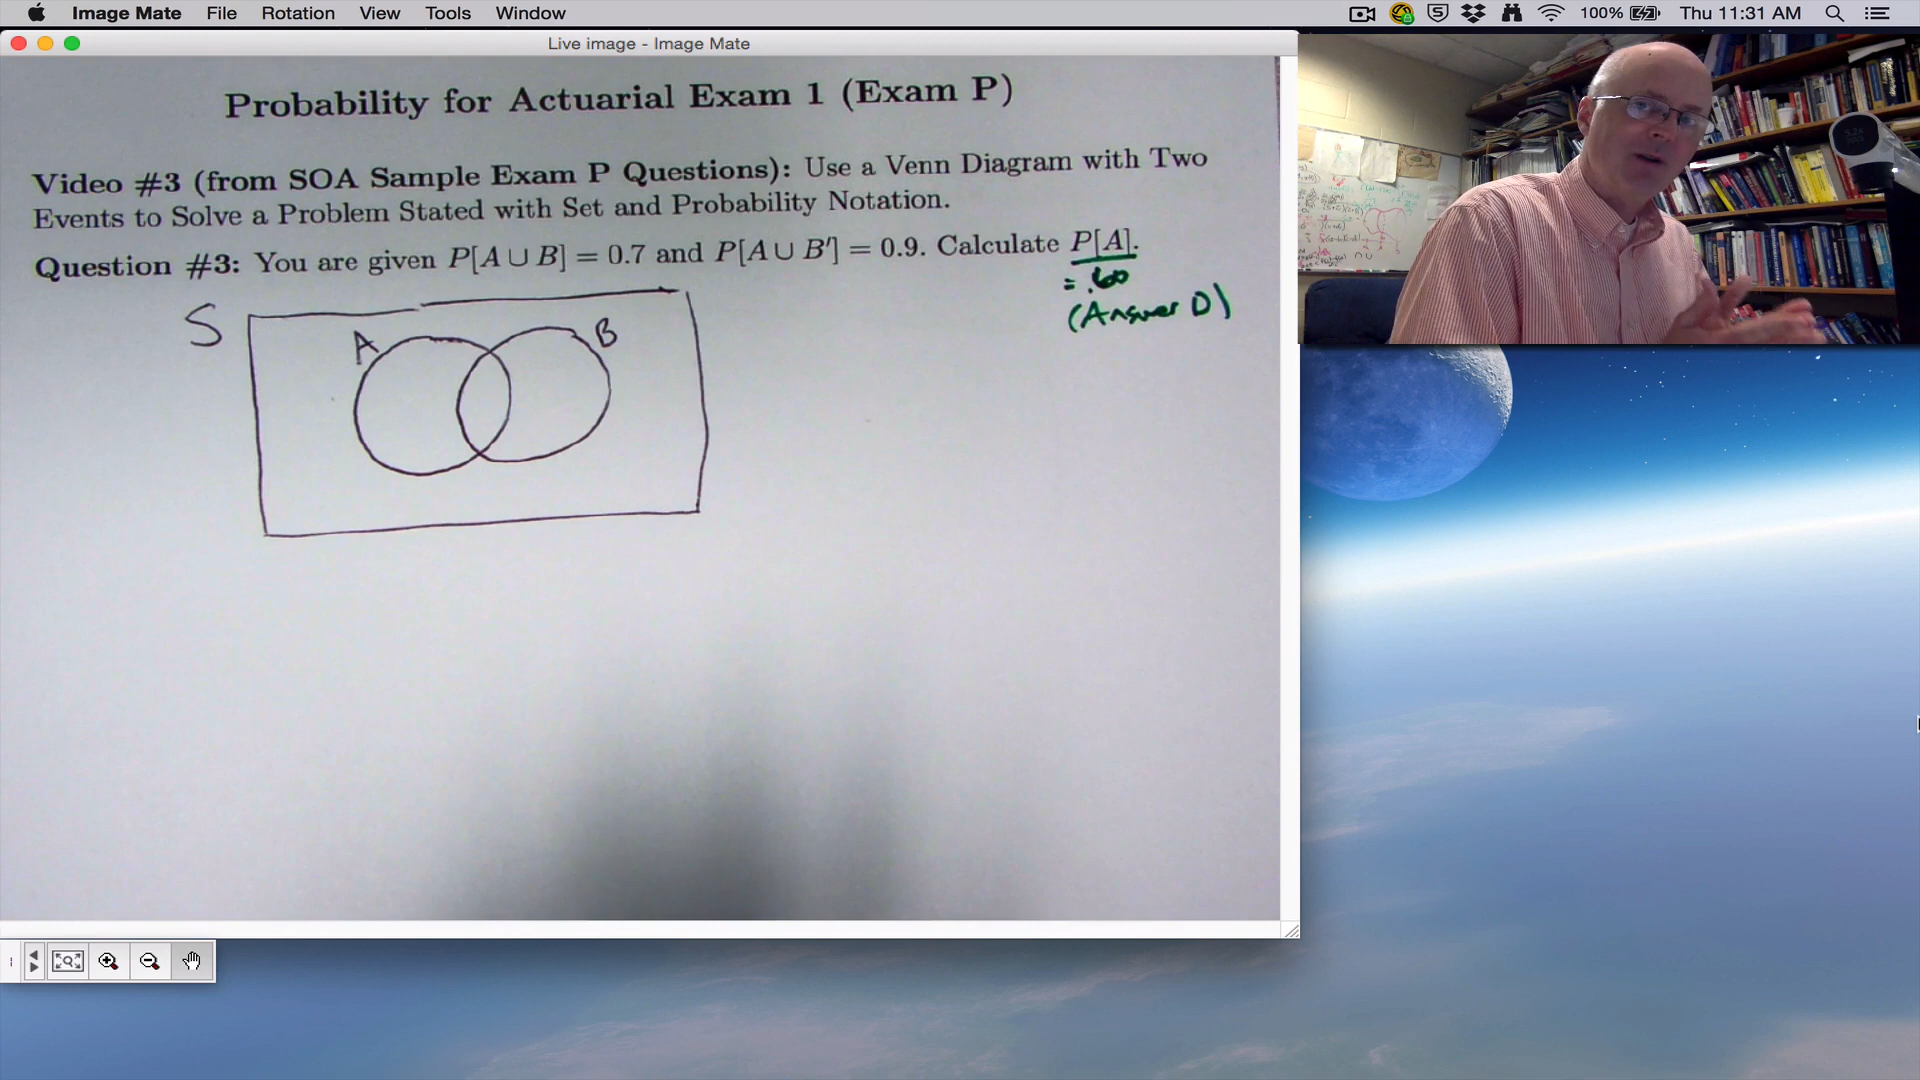 Image Mate File Rotation View Tools Window 100% Thu 11:31 AM
Live image - Image Mate
Probability for Actuarial Exam 1 (Exam P)
Video #3 (from SOA Sample Exam P Questions): Use a Venn Diagram with Two
Events to Solve a Problem Stated with Set and Probability Notation.
Question #3: You are given P[A ∪ B] = 0.7 and P[A ∪ B′] = 0.9. Calculate P[A].
= .60
(Answer D)
S
A
B